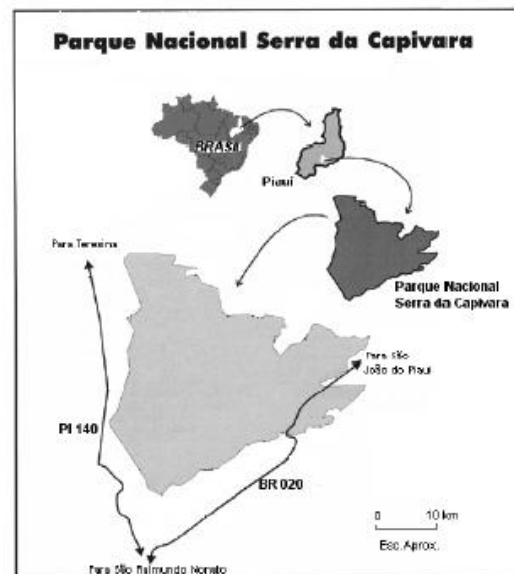 Parque Nacional Serra da Capivara
BRASIL
Piauí
Para Teresina
Parque Nacional
Serra da Capivara
Para São
João do Piauí
PI 140
BR 020
0 10 km
Esc. Aprox.
Para São Raimundo Nonato